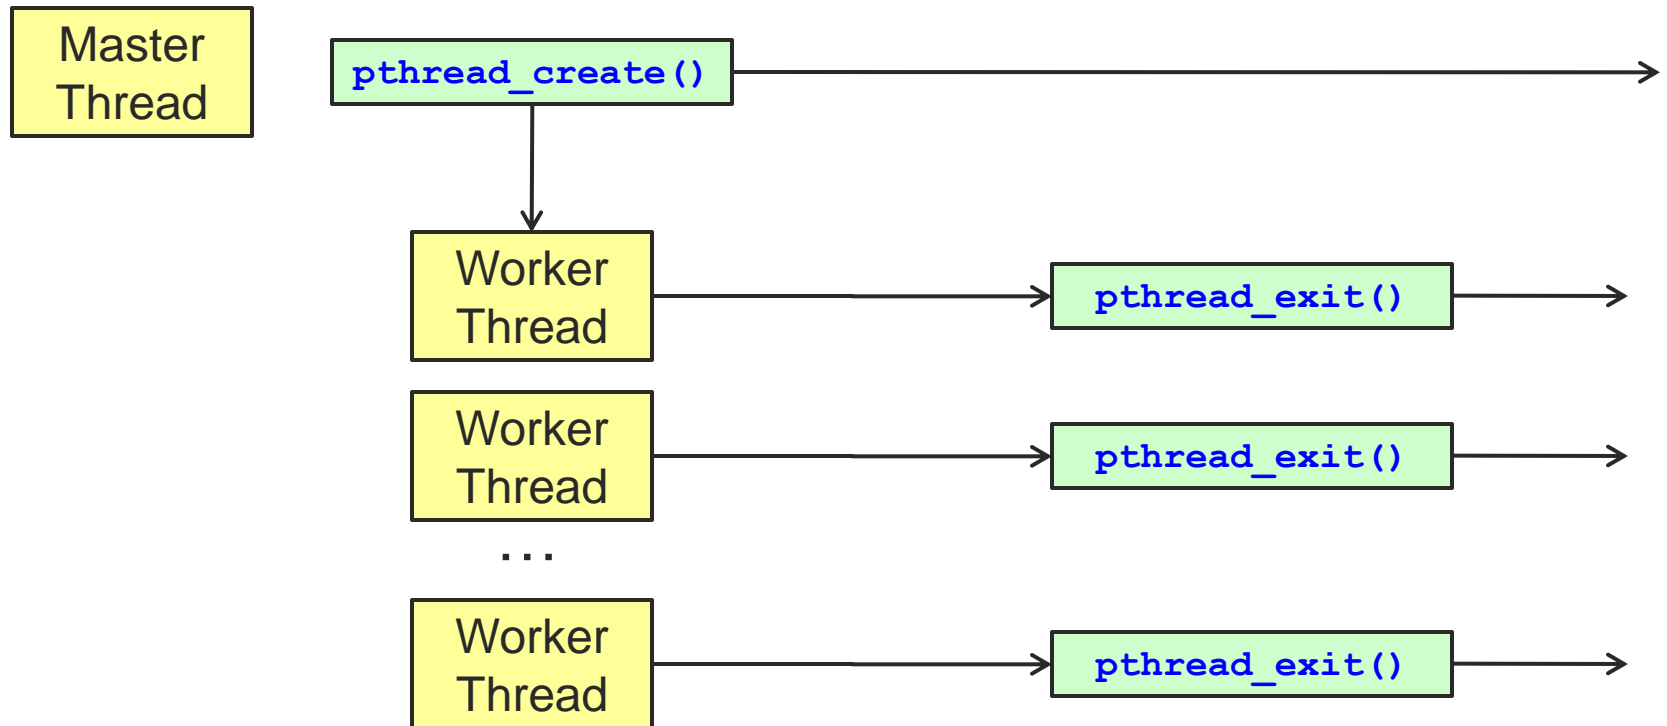 Master
Thread
pthread_create()
Worker
Thread
pthread_exit()
Worker
Thread
pthread_exit()
...
Worker
Thread
pthread_exit()